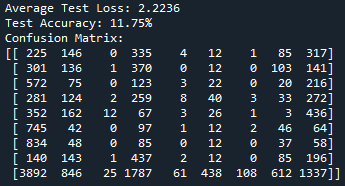 Average Test Loss: 2.2236
Test Accuracy: 11.75%
Confusion Matrix:
[[ 225 146 0 335 4 12 1 85 317]
[ 301 136 1 370 0 12 0 103 141]
[ 572 75 0 123 3 22 0 20 216]
[ 281 124 2 259 8 40 3 33 272]
[ 352 162 12 67 3 26 1 3 436]
[ 745 42 0 97 1 12 2 46 64]
[ 834 48 0 85 0 12 0 37 58]
[ 140 143 1 437 2 12 0 85 196]
[3892 846 25 1787 61 438 108 612 1337]]